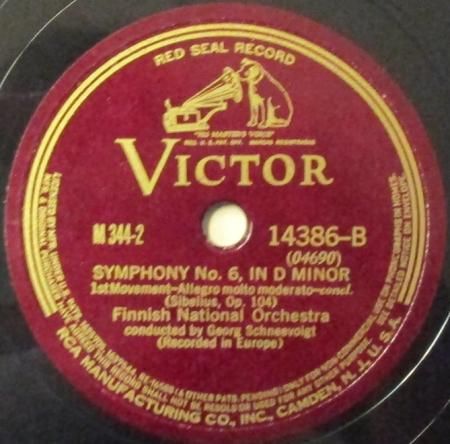 RED SEAL RECORD
"HIS MASTER'S VOICE"
VICTOR
M 344-2
14386-B
(04690)
SYMPHONY No. 6, IN D MINOR
1st Movement—Allegro molto moderato—concl.
(Sibelius, Op. 104)
Finnish National Orchestra
conducted by Georg Schneevoigt
(Recorded in Europe)
RCA MANUFACTURING CO., INC., CAMDEN, N. J., U. S. A.